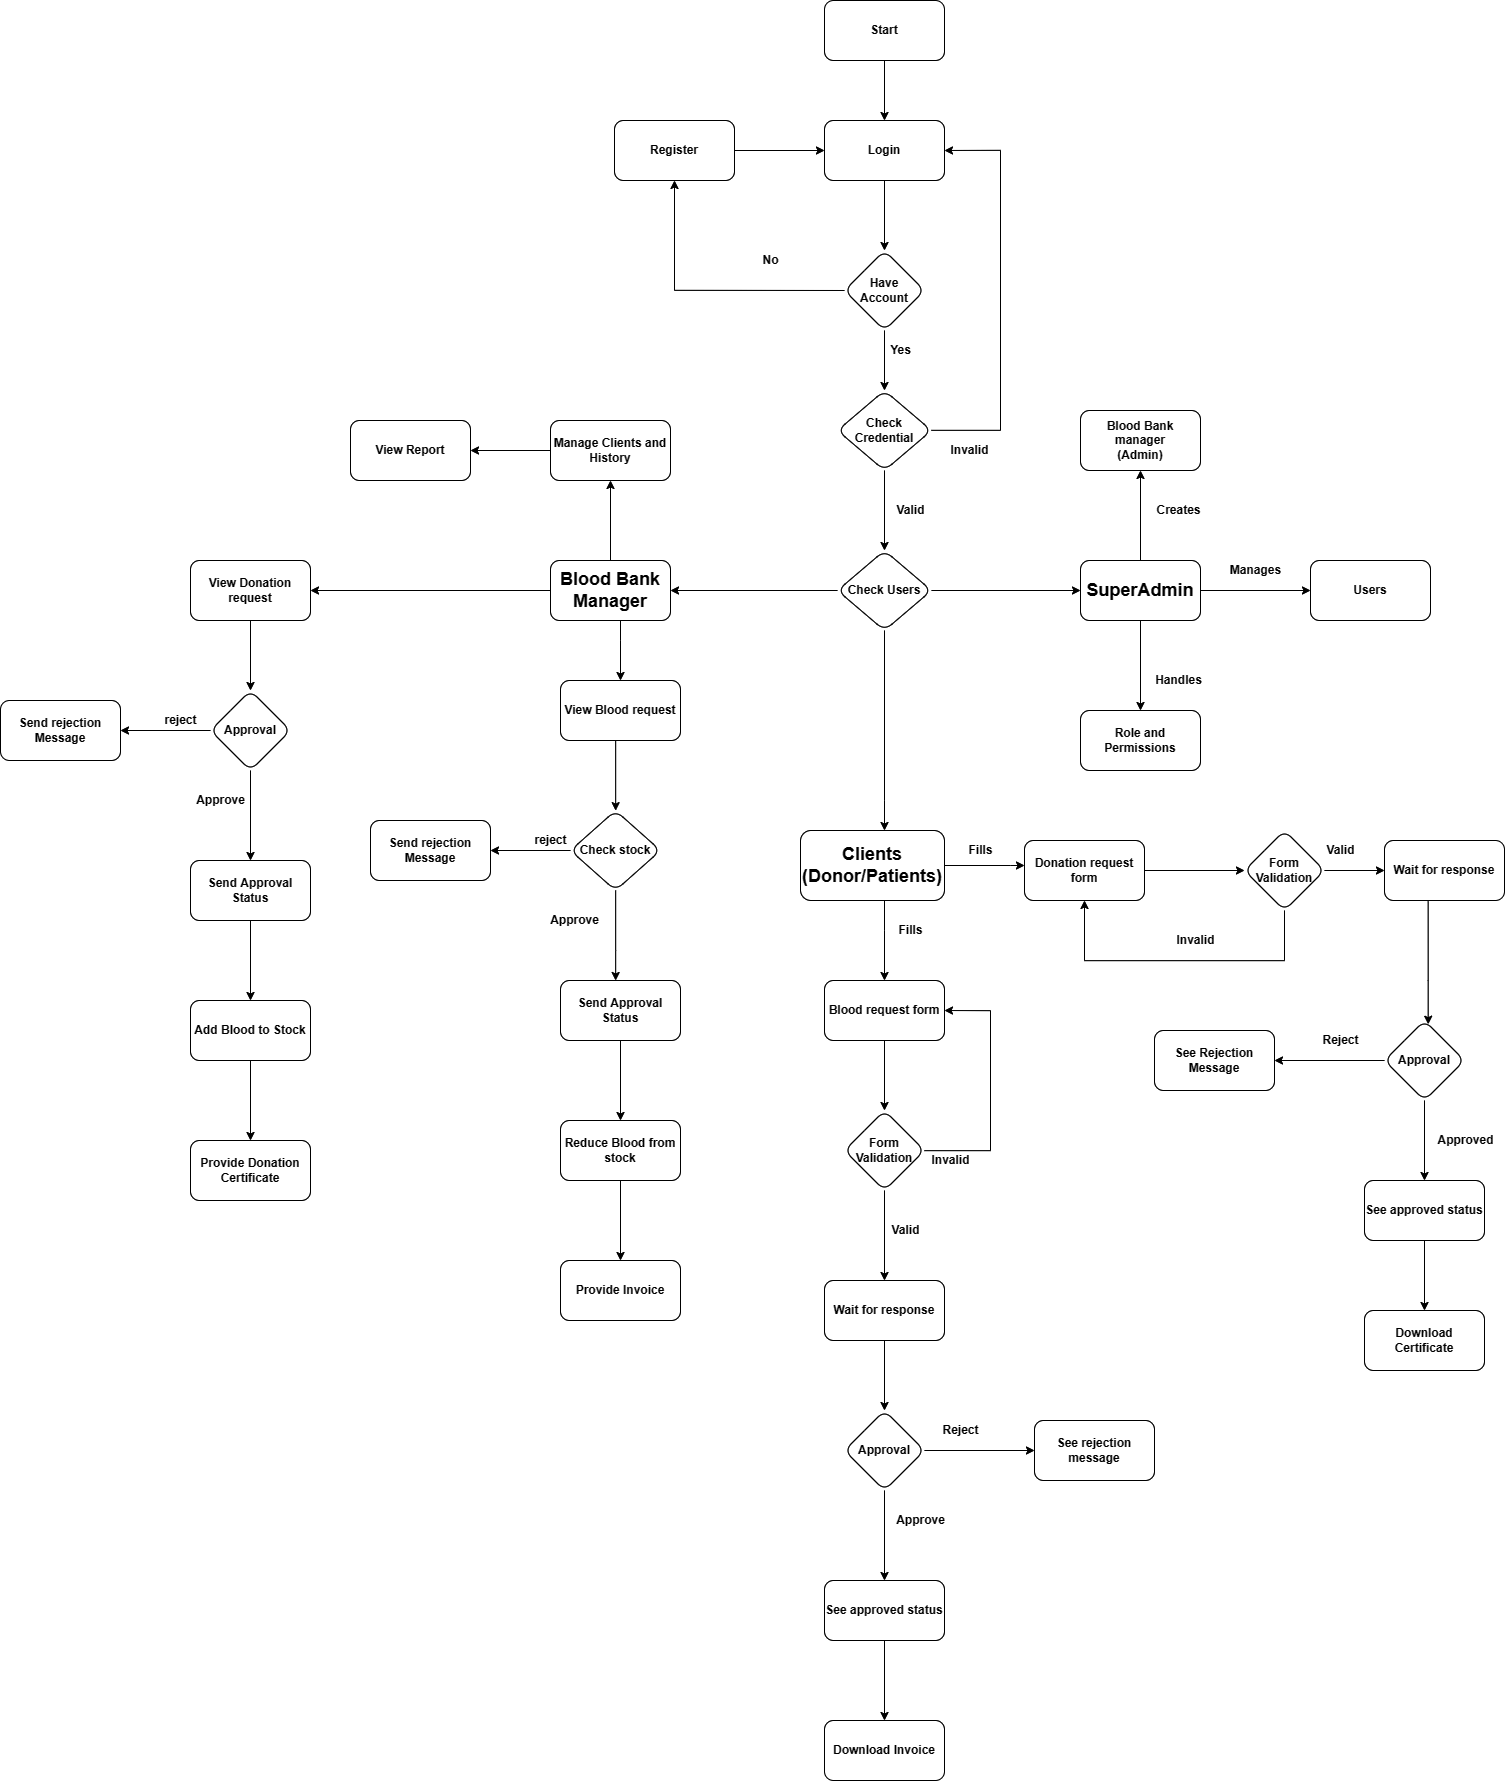 Start
Register
Login
No
Have
Account
Yes
Check
Credential
Invalid
Valid
View Report
Manage Clients and
History
Blood Bank
manager
(Admin)
Creates
View Donation
request
Blood Bank
Manager
Check Users
SuperAdmin
Manages
Users
Handles
Role and
Permissions
Send rejection
Message
reject
Approval
Approve
Send Approval
Status
Add Blood to Stock
Provide Donation
Certificate
View Blood request
Send rejection
Message
reject
Check stock
Approve
Send Approval
Status
Reduce Blood from
stock
Provide Invoice
Clients
(Donor/Patients)
Fills
Donation request
form
Form
Validation
Valid
Wait for response
Invalid
See Rejection
Message
Reject
Approval
Approved
See approved status
Download
Certificate
Fills
Blood request form
Form
Validation
Invalid
Valid
Wait for response
Approval
Reject
See rejection
message
Approve
See approved status
Download Invoice